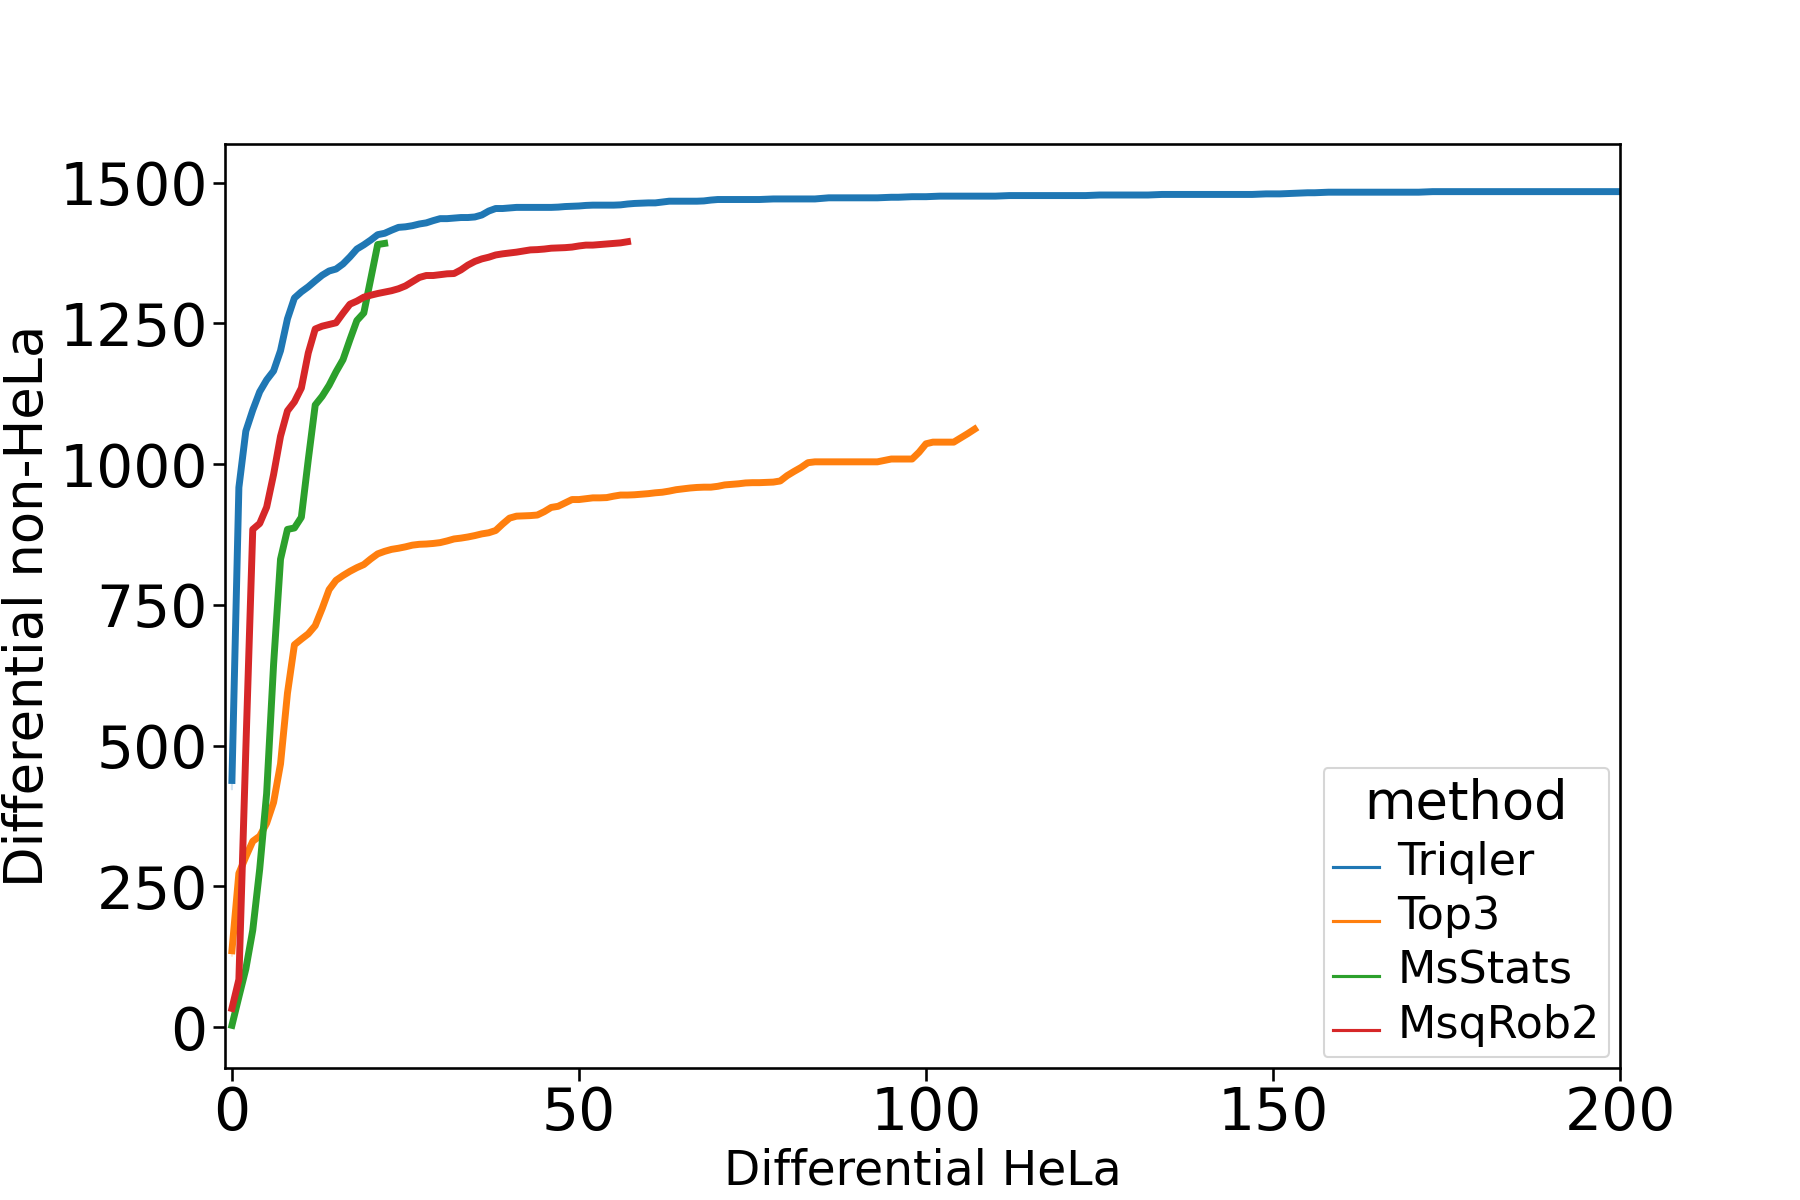 1500
1250
1000
750
500
250
0
Differential non-HeLa
0 50 100 150 200
Differential HeLa
method
Triqler
Top3
MsStats
MsqRob2